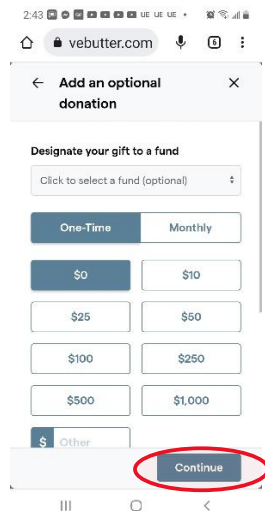 2:43 UE UE UE
vebutter.com 6
Add an optional
donation
Designate your gift to a fund
Click to select a fund (optional)
One-Time Monthly
$0 $10
$25 $50
$100 $250
$500 $1,000
$ Other
Continue